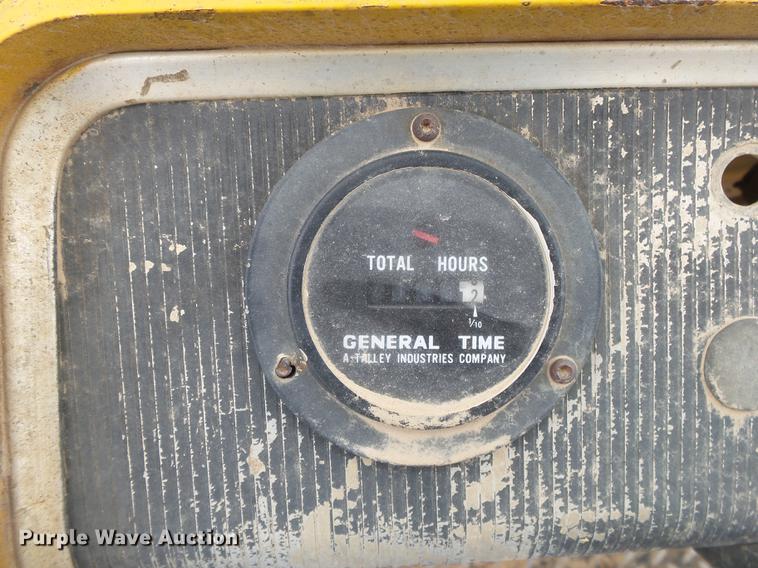 TOTAL HOURS
2
1/10
GENERAL TIME
A TALLEY INDUSTRIES COMPANY
Purple Wave Auction